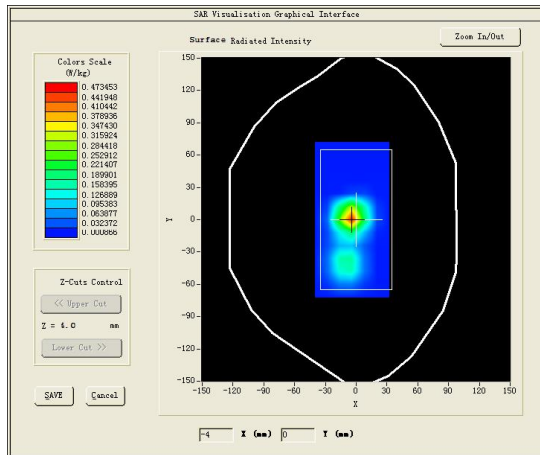 SAR Visualisation Graphical Interface
Surface Radiated Intensity
Zoom In/Out
Colors Scale
(W/kg)
0.473453
0.441948
0.410442
0.378936
0.347430
0.315924
0.284418
0.252912
0.221407
0.189901
0.158395
0.126889
0.095383
0.063877
0.032372
0.000866
Z-Cuts Control
<< Upper Cut
Z = 4.0 mm
Lower Cut >>
SAVE
Cancel
150
120
90
60
30
0
-30
-60
-90
-120
-150
Y
-150 -120 -90 -60 -30 0 30 60 90 120 150
X
-4 X (mm) 0 Y (mm)